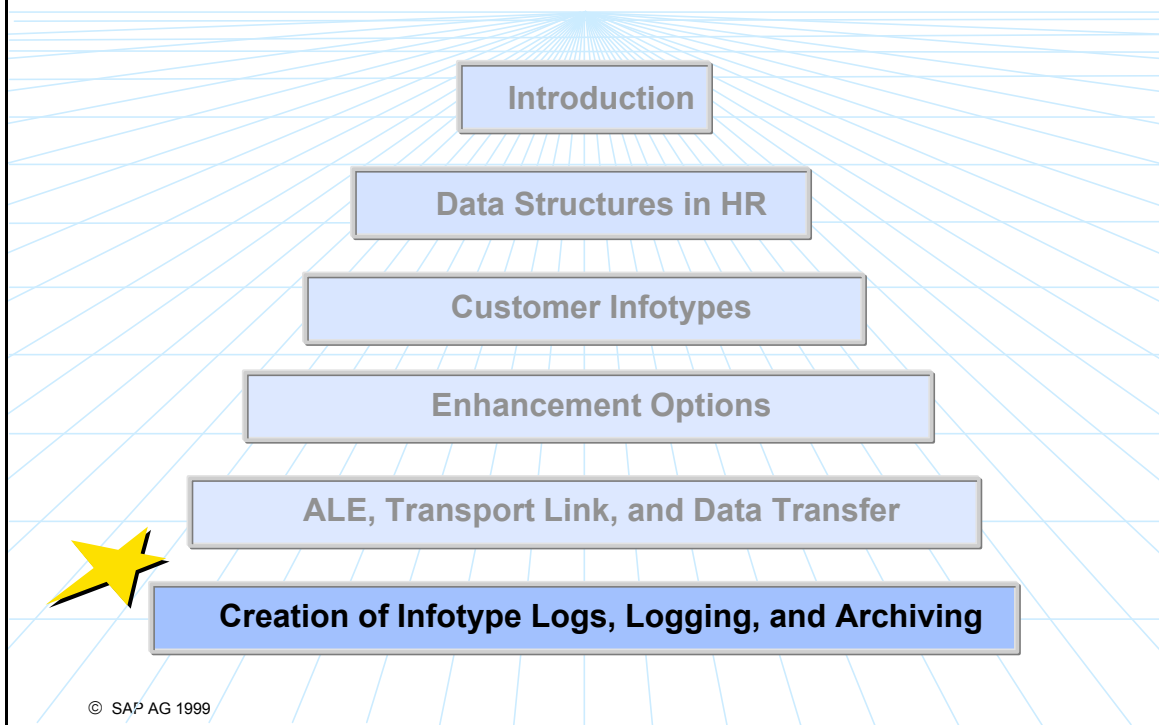 Introduction
Data Structures in HR
Customer Infotypes
Enhancement Options
ALE, Transport Link, and Data Transfer
Creation of Infotype Logs, Logging, and Archiving
© SAP AG 1999